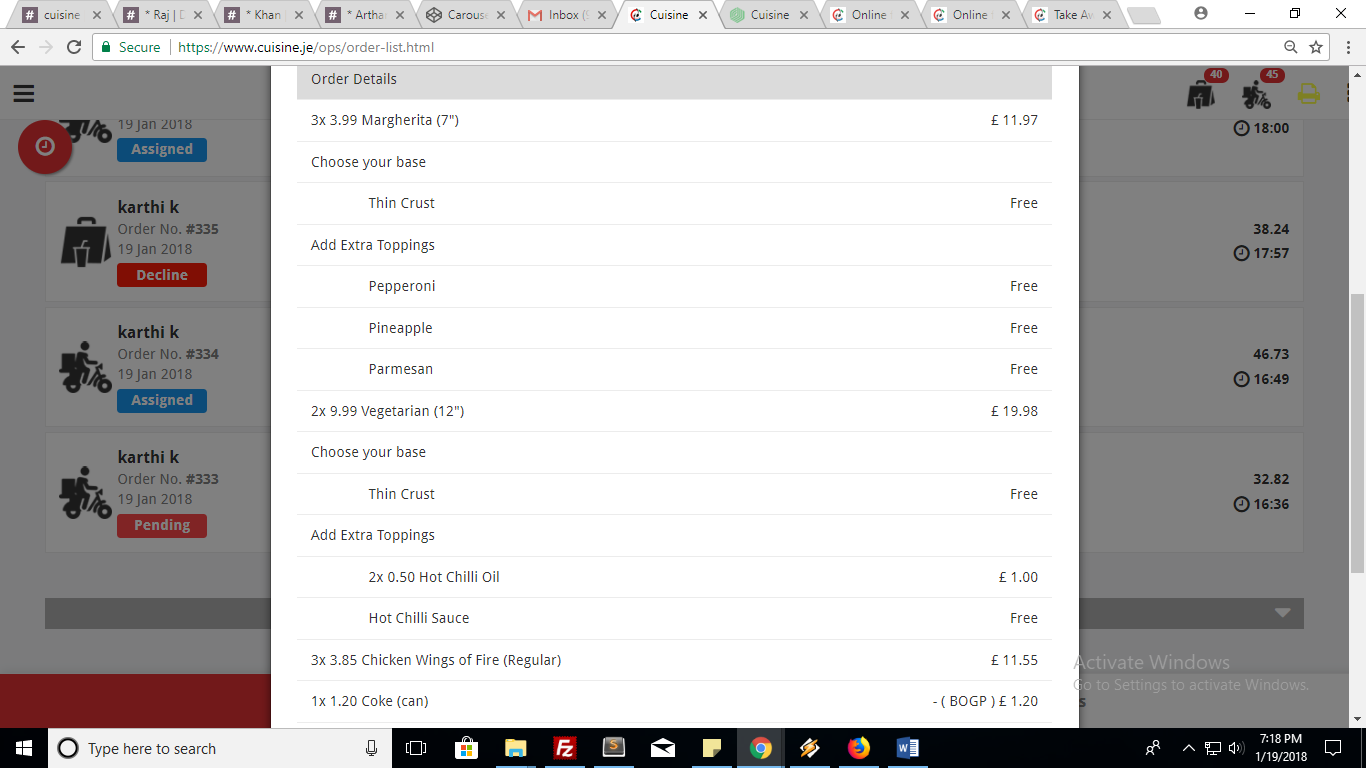 cuisine
* Raj | D
* Khan
* Arthar
Carouse
Inbox (S
Cuisine
Cuisine
Online
Online
Take Aw
Secure
https://www.cuisine.je/ops/order-list.html
40
45
19 Jan 2018
Assigned
18:00
karthi k
Order No. #335
19 Jan 2018
Decline
38.24
17:57
karthi k
Order No. #334
19 Jan 2018
Assigned
46.73
16:49
karthi k
Order No. #333
19 Jan 2018
Pending
32.82
16:36
Order Details
3x 3.99 Margherita (7") £ 11.97
Choose your base
Thin Crust Free
Add Extra Toppings
Pepperoni Free
Pineapple Free
Parmesan Free
2x 9.99 Vegetarian (12") £ 19.98
Choose your base
Thin Crust Free
Add Extra Toppings
2x 0.50 Hot Chilli Oil £ 1.00
Hot Chilli Sauce Free
3x 3.85 Chicken Wings of Fire (Regular) £ 11.55
1x 1.20 Coke (can) - ( BOGP ) £ 1.20
Activate Windows
Go to Settings to activate Windows.
Type here to search
7:18 PM
1/19/2018